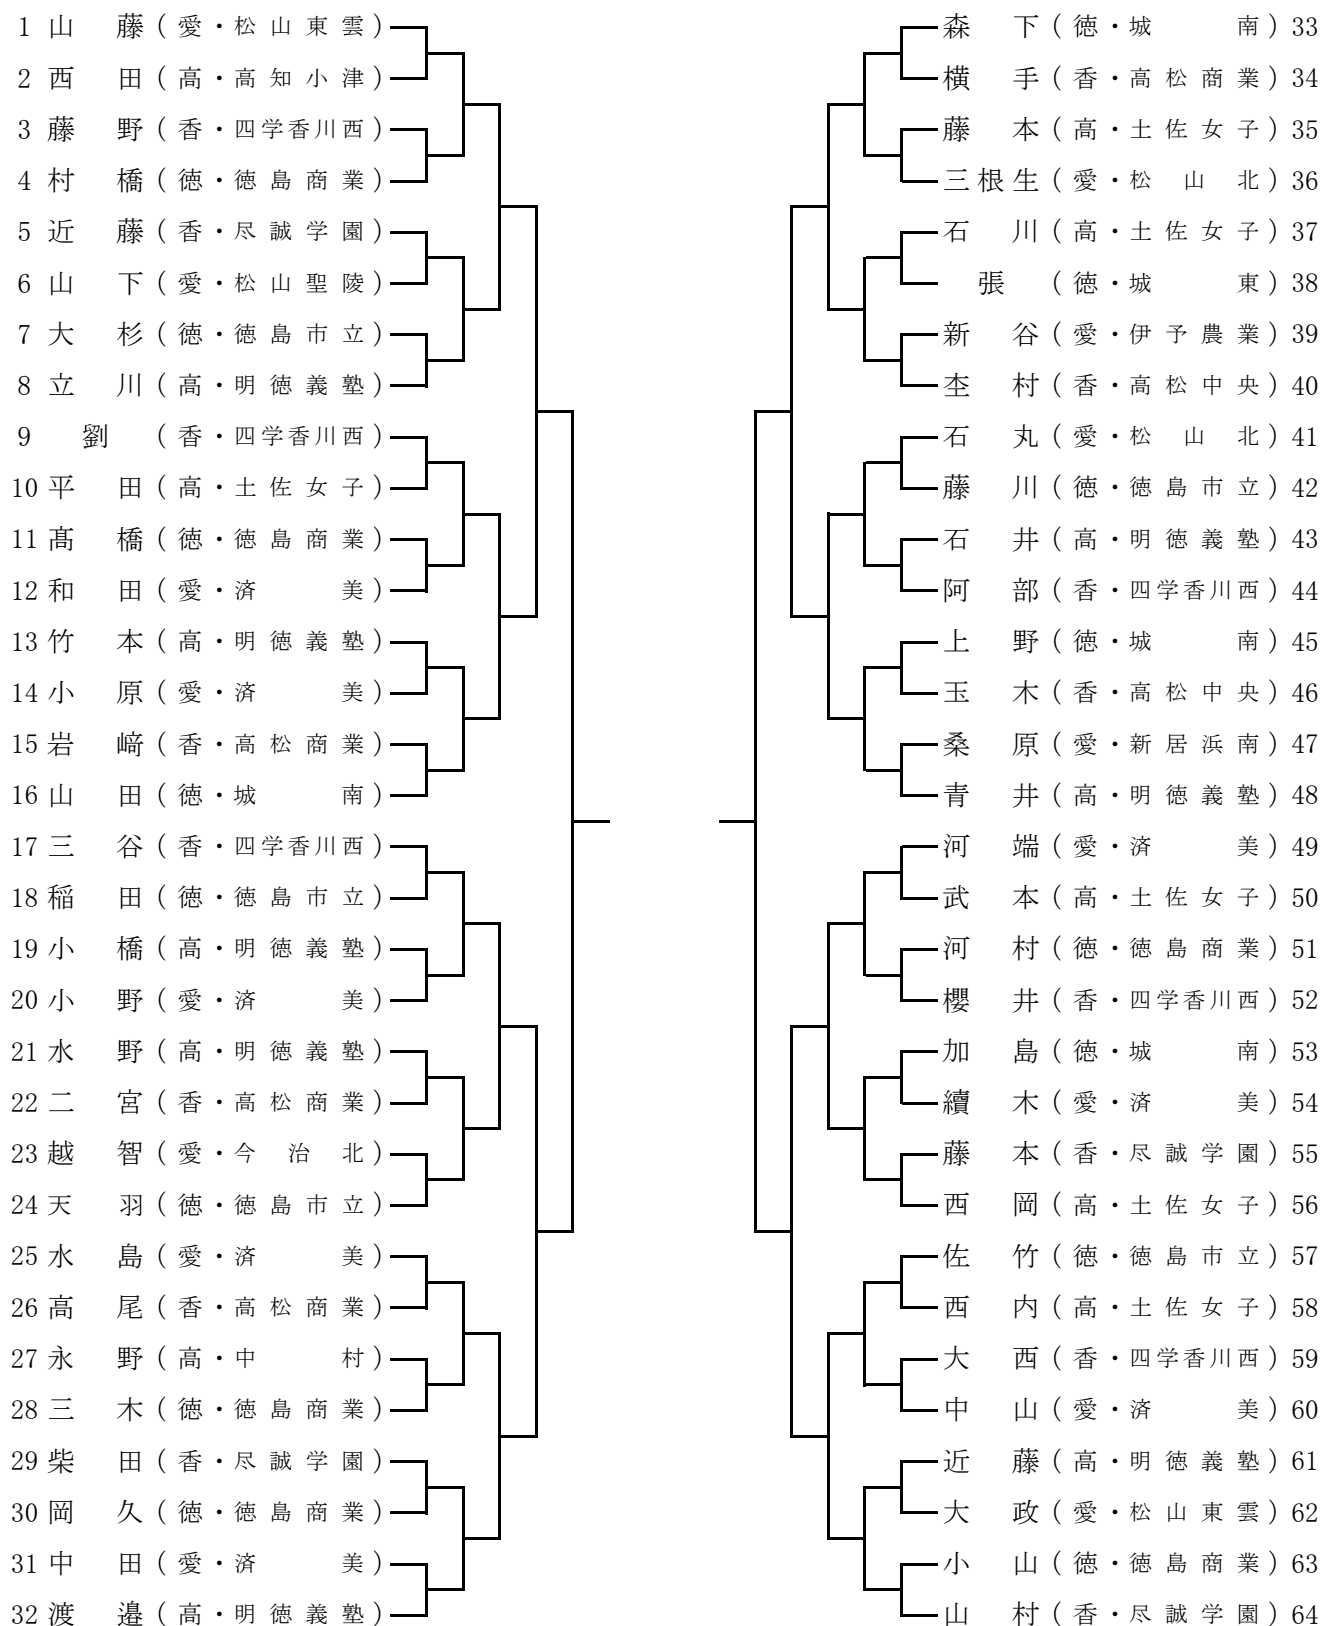 1 山藤（愛・松山東雲）
2 西田（高・高知小津）
3 藤野（香・四学香川西）
4 村橋（徳・徳島商業）
5 近藤（香・尽誠学園）
6 山下（愛・松山聖陵）
7 大杉（徳・徳島市立）
8 立川（高・明徳義塾）
9 劉（香・四学香川西）
10 平田（高・土佐女子）
11 髙橋（徳・徳島商業）
12 和田（愛・済美）
13 竹本（高・明徳義塾）
14 小原（愛・済美）
15 岩﨑（香・高松商業）
16 山田（徳・城南）
17 三谷（香・四学香川西）
18 稲田（徳・徳島市立）
19 小橋（高・明徳義塾）
20 小野（愛・済美）
21 水野（高・明徳義塾）
22 二宮（香・高松商業）
23 越智（愛・今治北）
24 天羽（徳・徳島市立）
25 水島（愛・済美）
26 高尾（香・高松商業）
27 永野（高・中村）
28 三木（徳・徳島商業）
29 柴田（香・尽誠学園）
30 岡久（徳・徳島商業）
31 中田（愛・済美）
32 渡邉（高・明徳義塾）
森下（徳・城南）33
横手（香・高松商業）34
藤本（高・土佐女子）35
三根生（愛・松山北）36
石川（高・土佐女子）37
張（徳・城東）38
新谷（愛・伊予農業）39
杢村（香・高松中央）40
石丸（愛・松山北）41
藤川（徳・徳島市立）42
石井（高・明徳義塾）43
阿部（香・四学香川西）44
上野（徳・城南）45
玉木（香・高松中央）46
桑原（愛・新居浜南）47
青井（高・明徳義塾）48
河端（愛・済美）49
武本（高・土佐女子）50
河村（徳・徳島商業）51
櫻井（香・四学香川西）52
加島（徳・城南）53
續木（愛・済美）54
藤本（香・尽誠学園）55
西岡（高・土佐女子）56
佐竹（徳・徳島市立）57
西内（高・土佐女子）58
大西（香・四学香川西）59
中山（愛・済美）60
近藤（高・明徳義塾）61
大政（愛・松山東雲）62
小山（徳・徳島商業）63
山村（香・尽誠学園）64